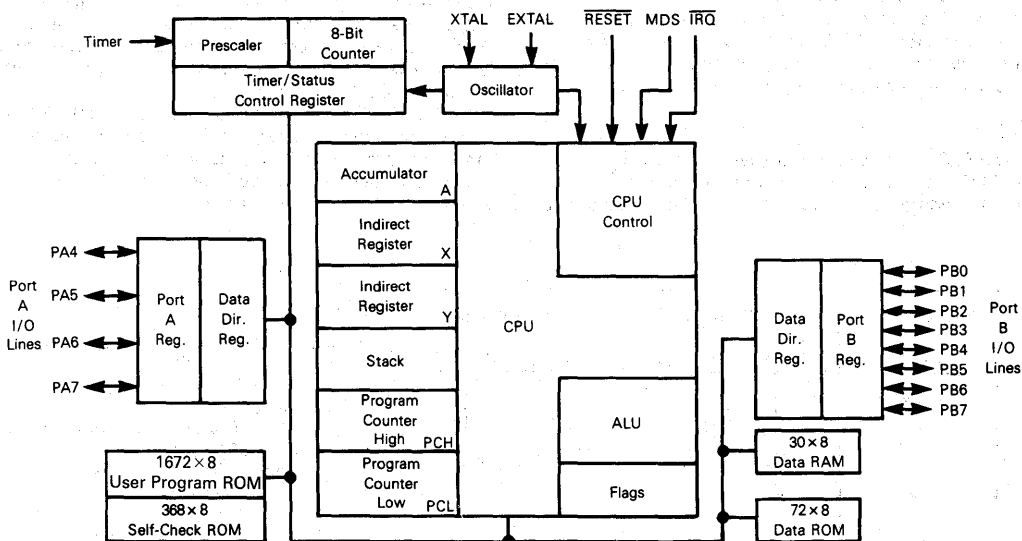 Timer
Prescaler
8-Bit
Counter
Timer/Status
Control Register
XTAL
EXTAL
RESET
MDS
IRQ
Oscillator
Accumulator
A
Indirect
Register
X
Indirect
Register
Y
Stack
Program
Counter
High
PCH
Program
Counter
Low
PCL
CPU
CPU
Control
ALU
Flags
Port
A
I/O
Lines
PA4
PA5
PA6
PA7
Port
A
Reg.
Data
Dir.
Reg.
1672×8
User Program ROM
368×8
Self-Check ROM
Data
Dir.
Reg.
Port
B
Reg.
PB0
PB1
PB2
PB3
PB4
PB5
PB6
PB7
Port
B
I/O
Lines
30×8
Data RAM
72×8
Data ROM